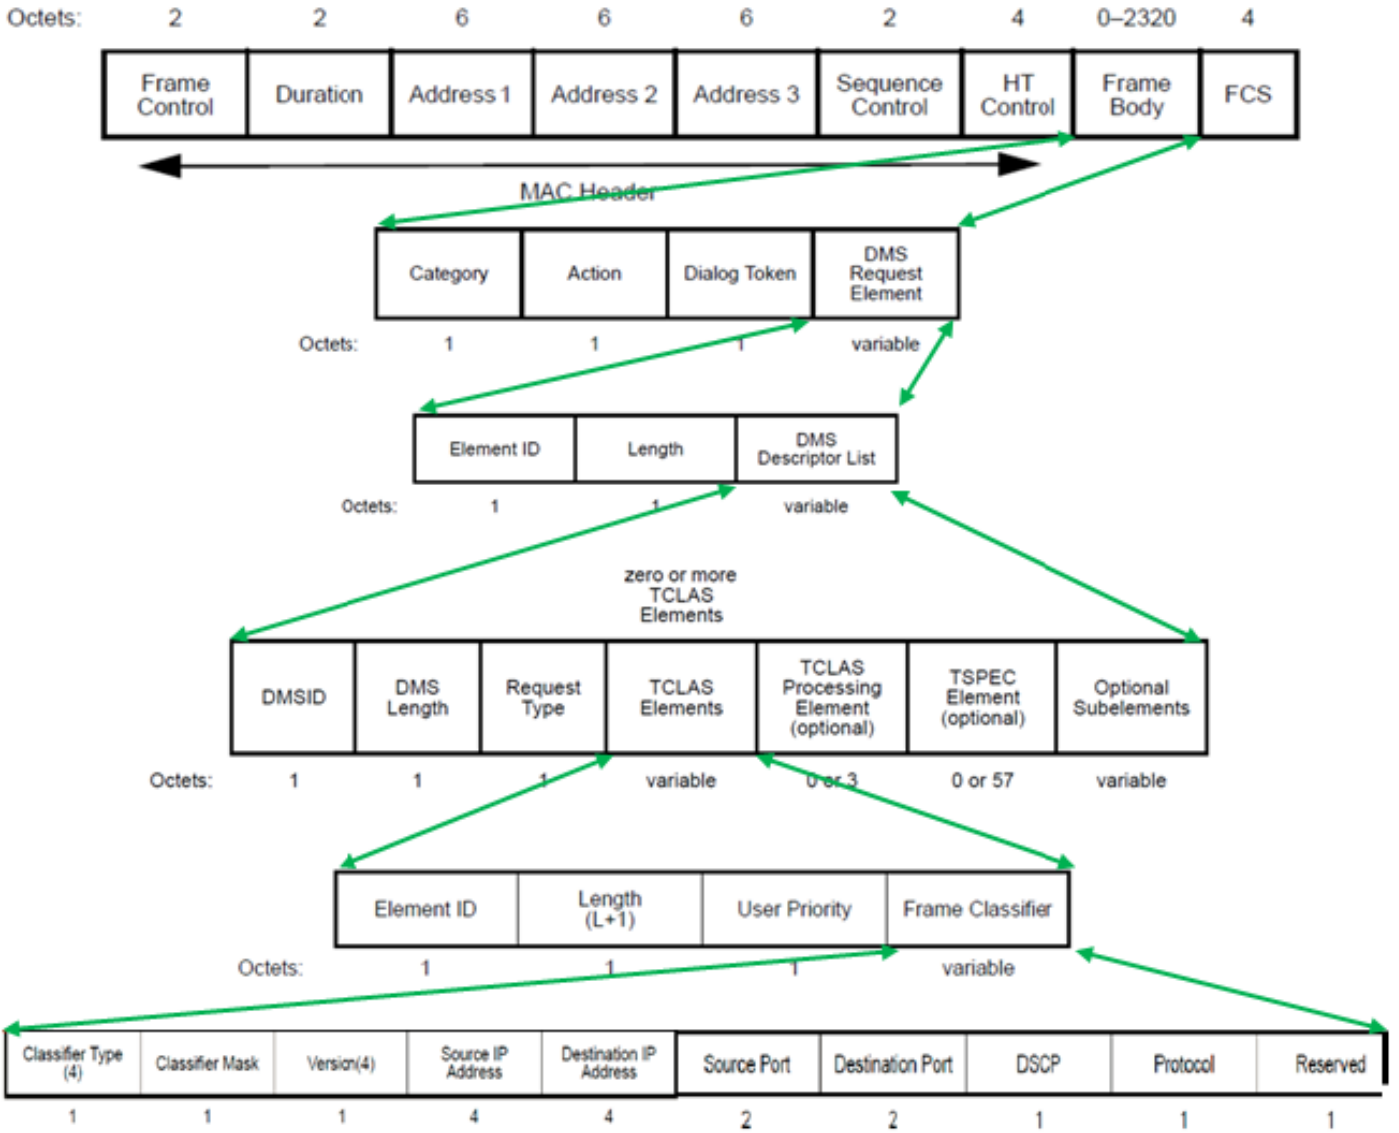 Octets: 2 2 6 6 6 2 4 0–2320 4
Frame Control Duration Address 1 Address 2 Address 3 Sequence Control HT Control Frame Body FCS
MAC Header
Category Action Dialog Token DMS Request Element
Octets: 1 1 1 variable
Element ID Length DMS Descriptor List
Octets: 1 1 variable
zero or more
TCLAS
Elements
DMSID DMS Length Request Type TCLAS Elements TCLAS Processing Element (optional) TSPEC Element (optional) Optional Subelements
Octets: 1 1 1 variable 0 or 3 0 or 57 variable
Element ID Length (L+1) User Priority Frame Classifier
Octets: 1 1 1 variable
Classifier Type (4) Classifier Mask Version(4) Source IP Address Destination IP Address Source Port Destination Port DSCP Protocol Reserved
1 1 1 4 4 2 2 1 1 1